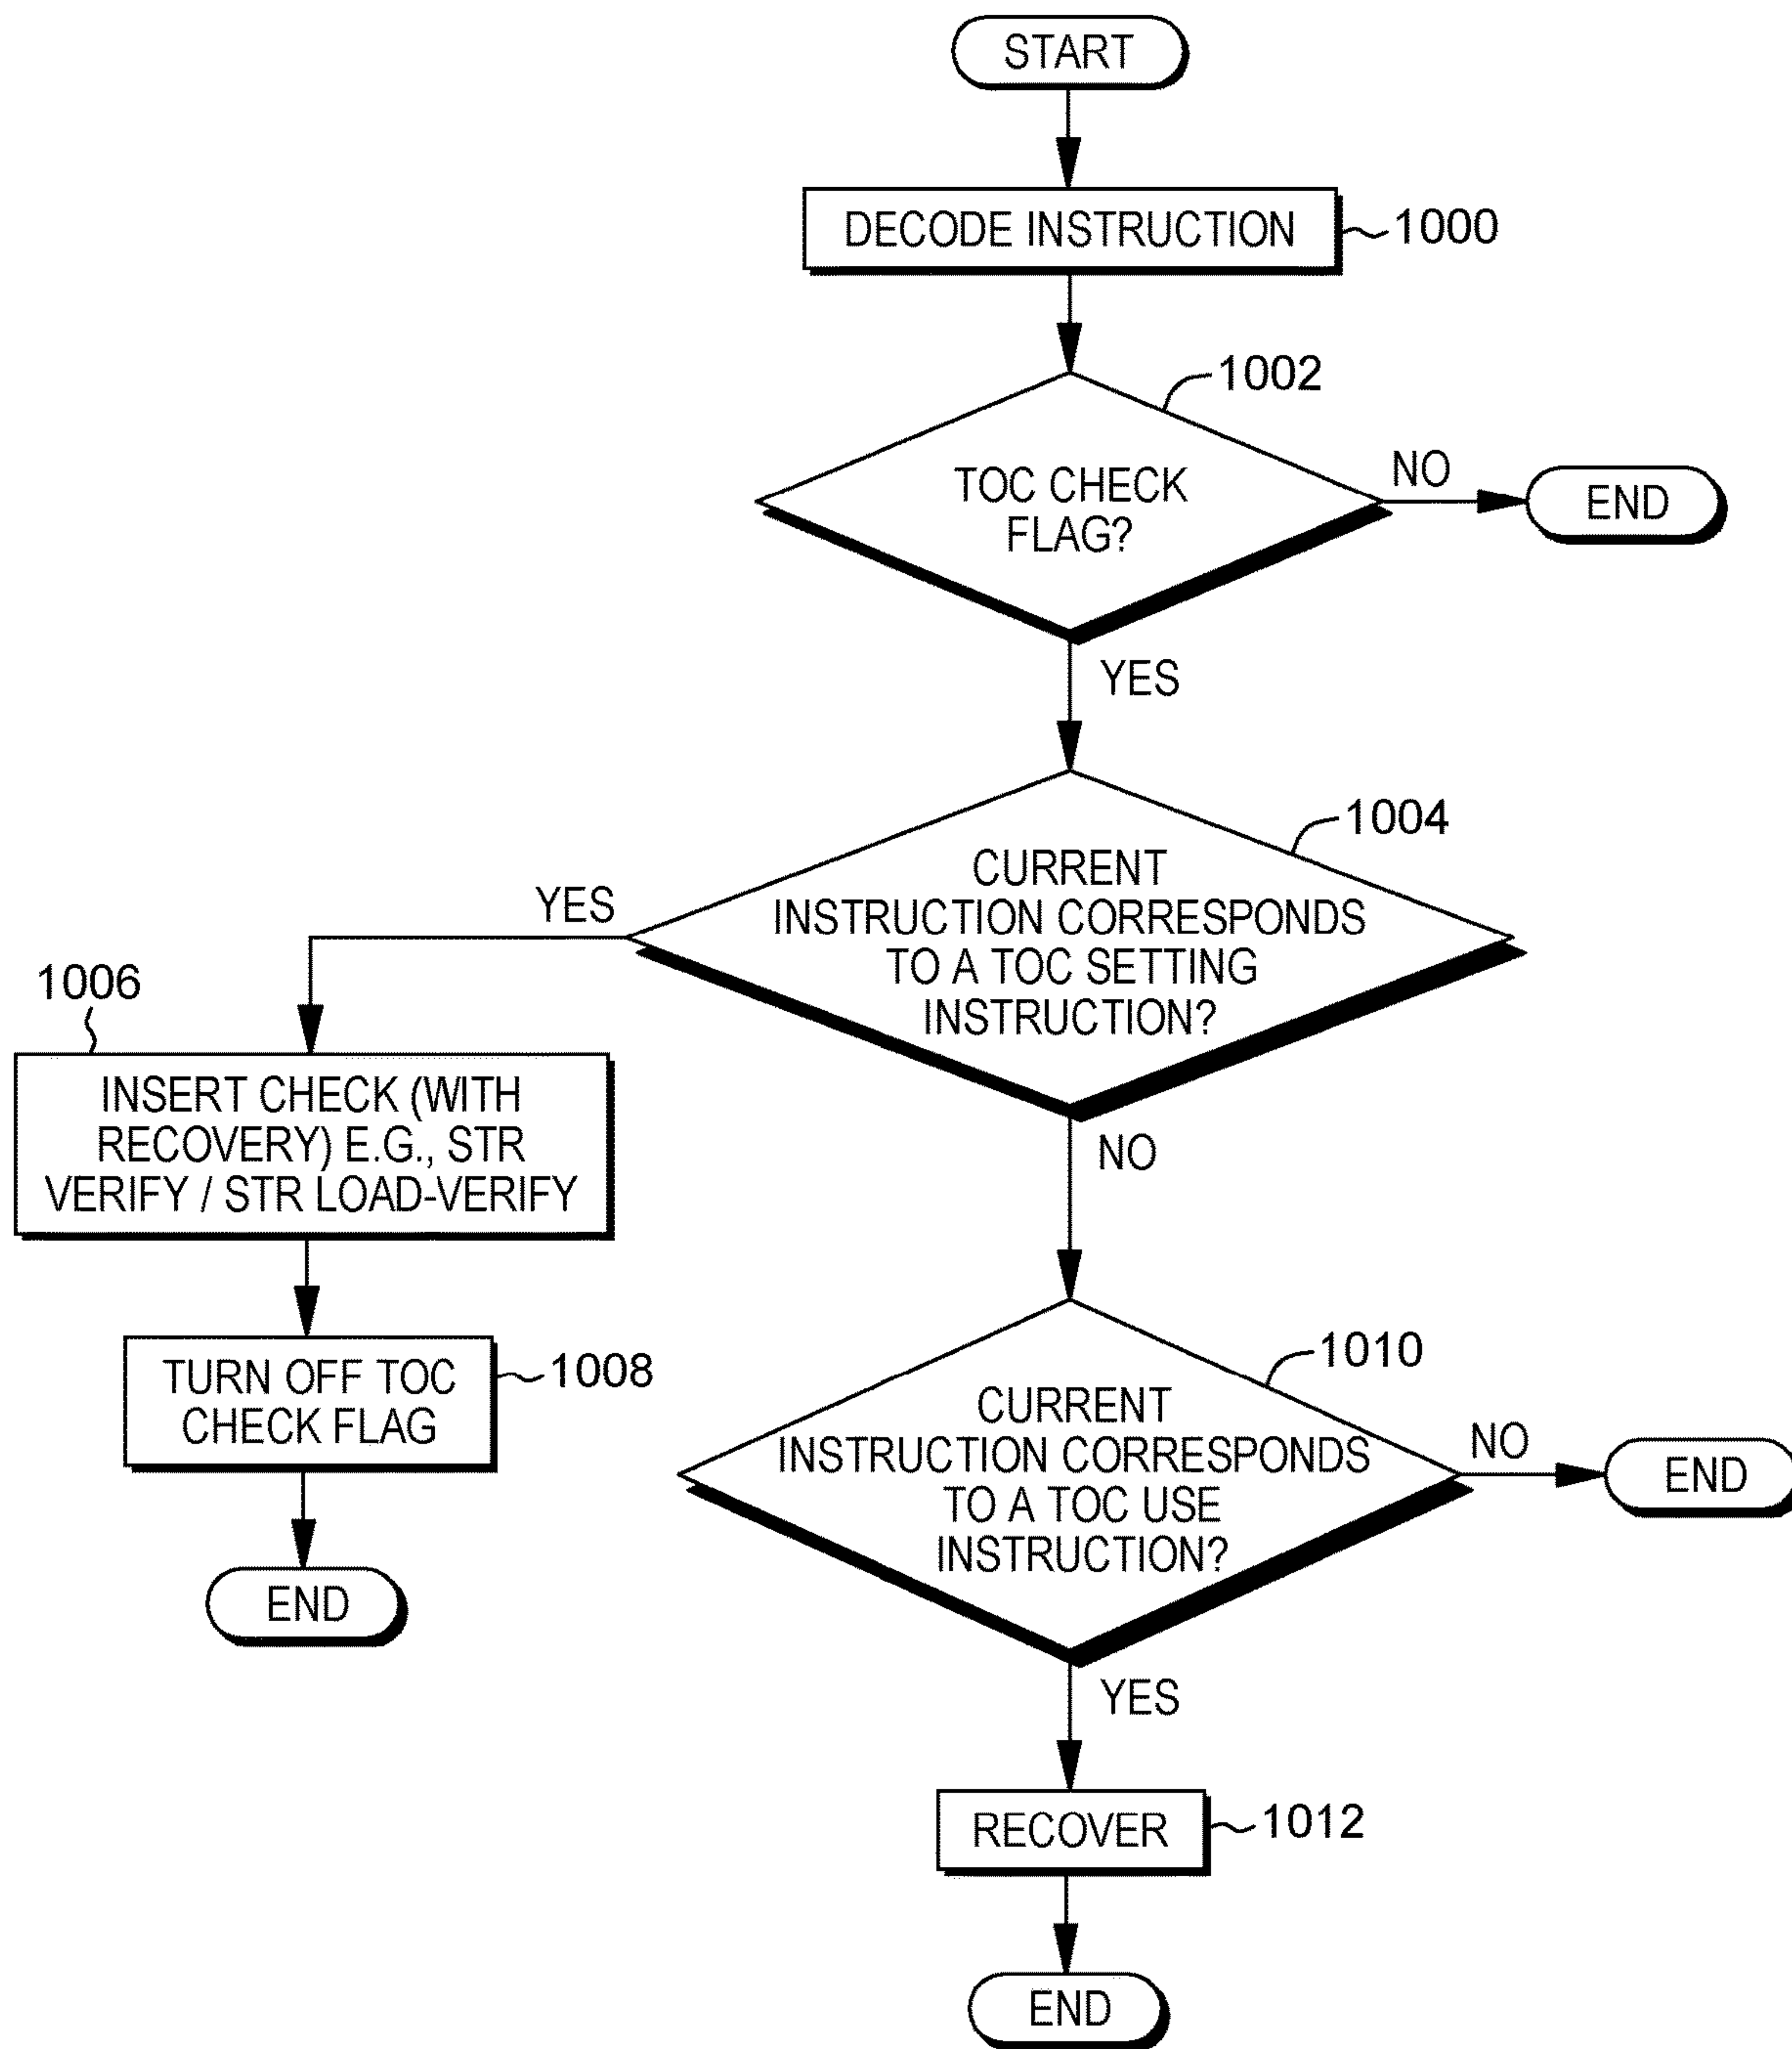 START
DECODE INSTRUCTION
1000
1002
TOC CHECK
FLAG?
NO
END
YES
1004
CURRENT
INSTRUCTION CORRESPONDS
TO A TOC SETTING
INSTRUCTION?
YES
1006
INSERT CHECK (WITH
RECOVERY) E.G., STR
VERIFY / STR LOAD-VERIFY
TURN OFF TOC
CHECK FLAG
1008
END
NO
1010
CURRENT
INSTRUCTION CORRESPONDS
TO A TOC USE
INSTRUCTION?
NO
END
YES
RECOVER
1012
END